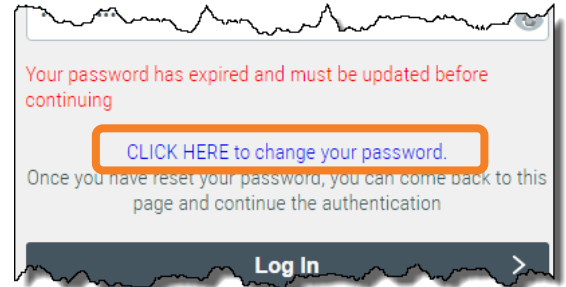 Your password has expired and must be updated before
continuing
CLICK HERE to change your password.
Once you have reset your password, you can come back to this
page and continue the authentication
Log In